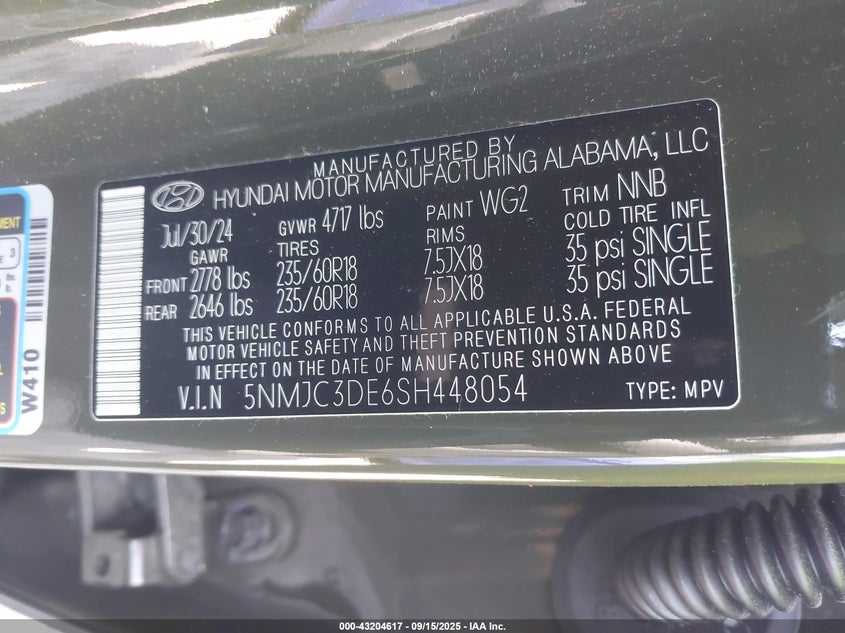 MANUFACTURED BY
HYUNDAI MOTOR MANUFACTURING ALABAMA, LLC
Jul/30/24 GVWR 4717 lbs PAINT WG2 TRIM NNB
GAWR TIRES RIMS COLD TIRE INFL
FRONT 2778 lbs 235/60R18 7.5JX18 35 psi SINGLE
REAR 2646 lbs 235/60R18 7.5JX18 35 psi SINGLE
THIS VEHICLE CONFORMS TO ALL APPLICABLE U.S.A. FEDERAL
MOTOR VEHICLE SAFETY AND THEFT PREVENTION STANDARDS
IN EFFECT ON THE DATE OF MANUFACTURE SHOWN ABOVE
V.I.N 5NMJC3DE6SH448054 TYPE: MPV
W410
3
000-43204617 - 09/15/2025 - IAA Inc.